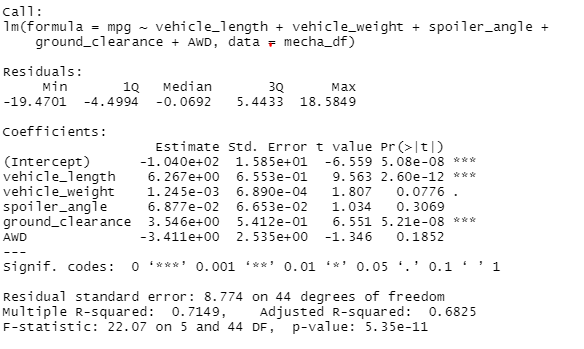 Call:
lm(formula = mpg ~ vehicle_length + vehicle_weight + spoiler_angle +
    ground_clearance + AWD, data = mecha_df)

Residuals:
     Min       1Q   Median       3Q      Max
-19.4701  -4.4994  -0.0692   5.4433  18.5849

Coefficients:
                   Estimate Std. Error t value Pr(>|t|)
(Intercept)      -1.040e+02  1.585e+01  -6.559 5.08e-08 ***
vehicle_length    6.267e+00  6.553e-01   9.563 2.60e-12 ***
vehicle_weight    1.245e-03  6.890e-04   1.807   0.0776 .
spoiler_angle     6.877e-02  6.653e-02   1.034   0.3069
ground_clearance  3.546e+00  5.412e-01   6.551 5.21e-08 ***
AWD              -3.411e+00  2.535e+00  -1.346   0.1852
---
Signif. codes:  0 ‘***’ 0.001 ‘**’ 0.01 ‘*’ 0.05 ‘.’ 0.1 ‘ ’ 1

Residual standard error: 8.774 on 44 degrees of freedom
Multiple R-squared:  0.7149,	Adjusted R-squared:  0.6825
F-statistic: 22.07 on 5 and 44 DF,  p-value: 5.35e-11